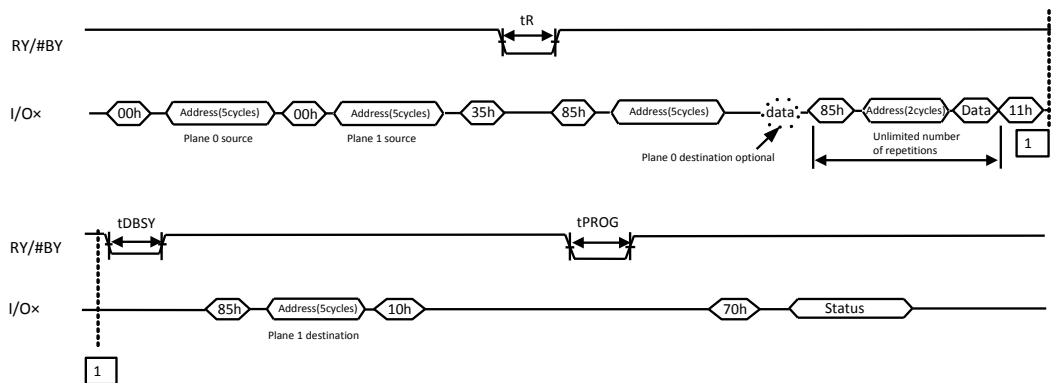 tR
RY/#BY
I/O×
00h
Address(5cycles)
00h
Address(5cycles)
35h
85h
Address(5cycles)
data
85h
Address(2cycles)
Data
11h
Plane 0 source
Plane 1 source
Plane 0 destination optional
Unlimited number
of repetitions
1
tDBSY
tPROG
RY/#BY
I/O×
85h
Address(5cycles)
10h
70h
Status
Plane 1 destination
1